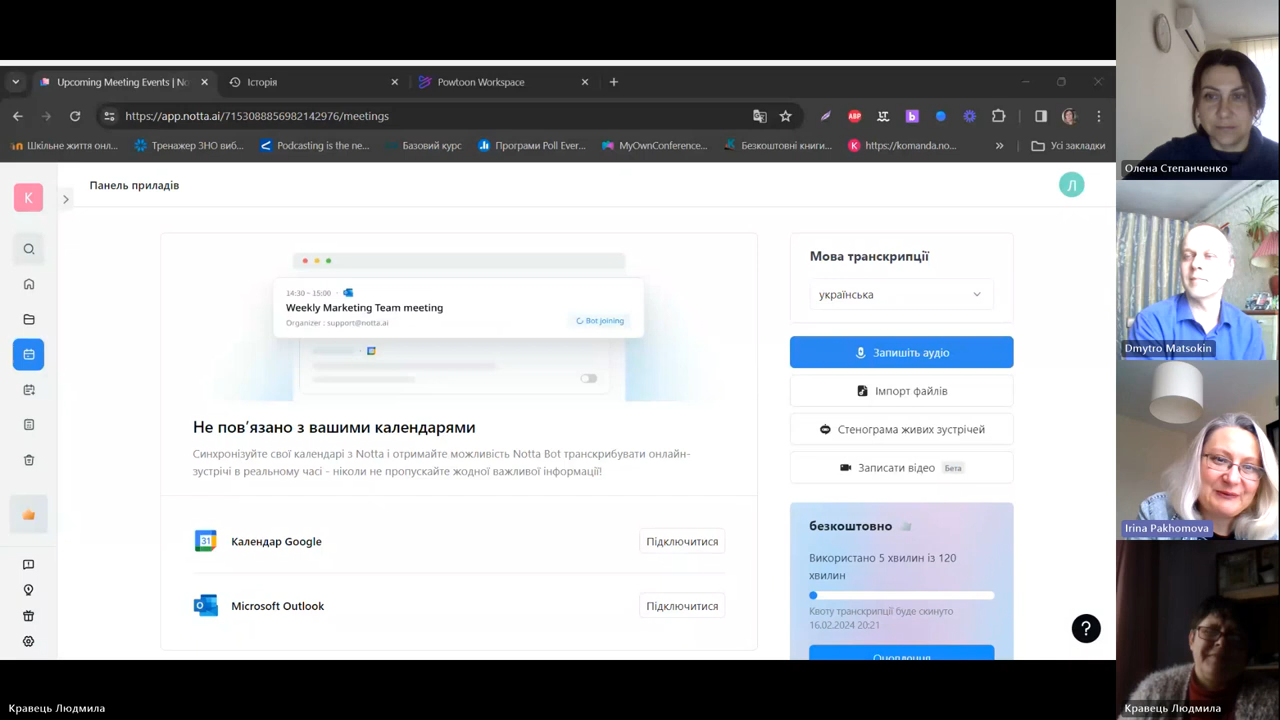 Upcoming Meeting Events | No
Історія
Powtoon Workspace
https://app.notta.ai/7153088856982142976/meetings
Шкільне життя онл...
Тренажер ЗНО виб...
Podcasting is the ne...
Базовий курс
Програми Poll Ever...
MyOwnConference...
Безкоштовні книги...
https://komanda.no...
Усі закладки
K
Панель приладів
Л
14:30 – 15:00
Weekly Marketing Team meeting
Organizer : support@notta.ai
Bot joining
Не пов’язано з вашими календарями
Синхронізуйте свої календарі з Notta і отримайте можливість Notta Bot транскрибувати онлайн-
зустрічі в реальному часі - ніколи не пропускайте жодної важливої інформації!
31
Календар Google
Підключитися
Microsoft Outlook
Підключитися
Мова транскрипції
українська
Запишіть аудіо
Імпорт файлів
Стенограма живих зустрічей
Записати відео Бета
безкоштовно
Використано 5 хвилин із 120
хвилин
Квоту транскрипції буде скинуто
16.02.2024 20:21
Оновлення
?
Олена Степанченко
Dmytro Matsokin
Irina Pakhomova
Кравець Людмила
Кравець Людмила